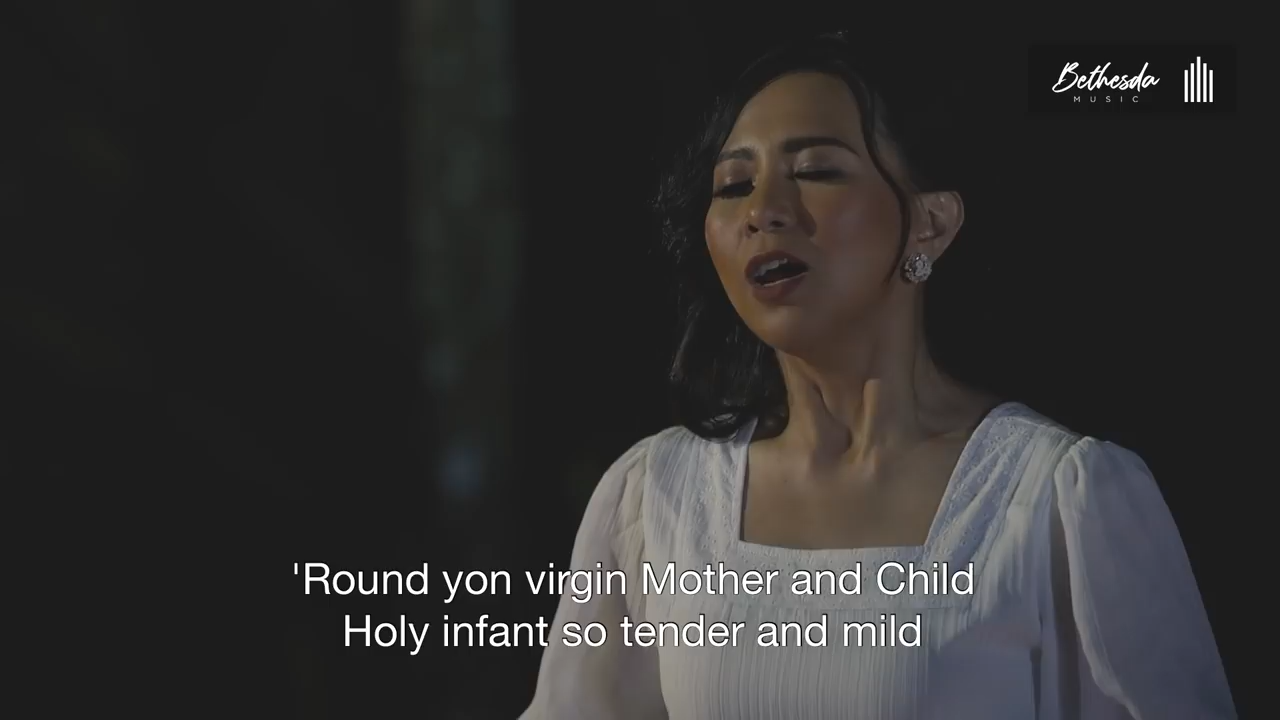 Bethesda
MUSIC
'Round yon virgin Mother and Child
Holy infant so tender and mild